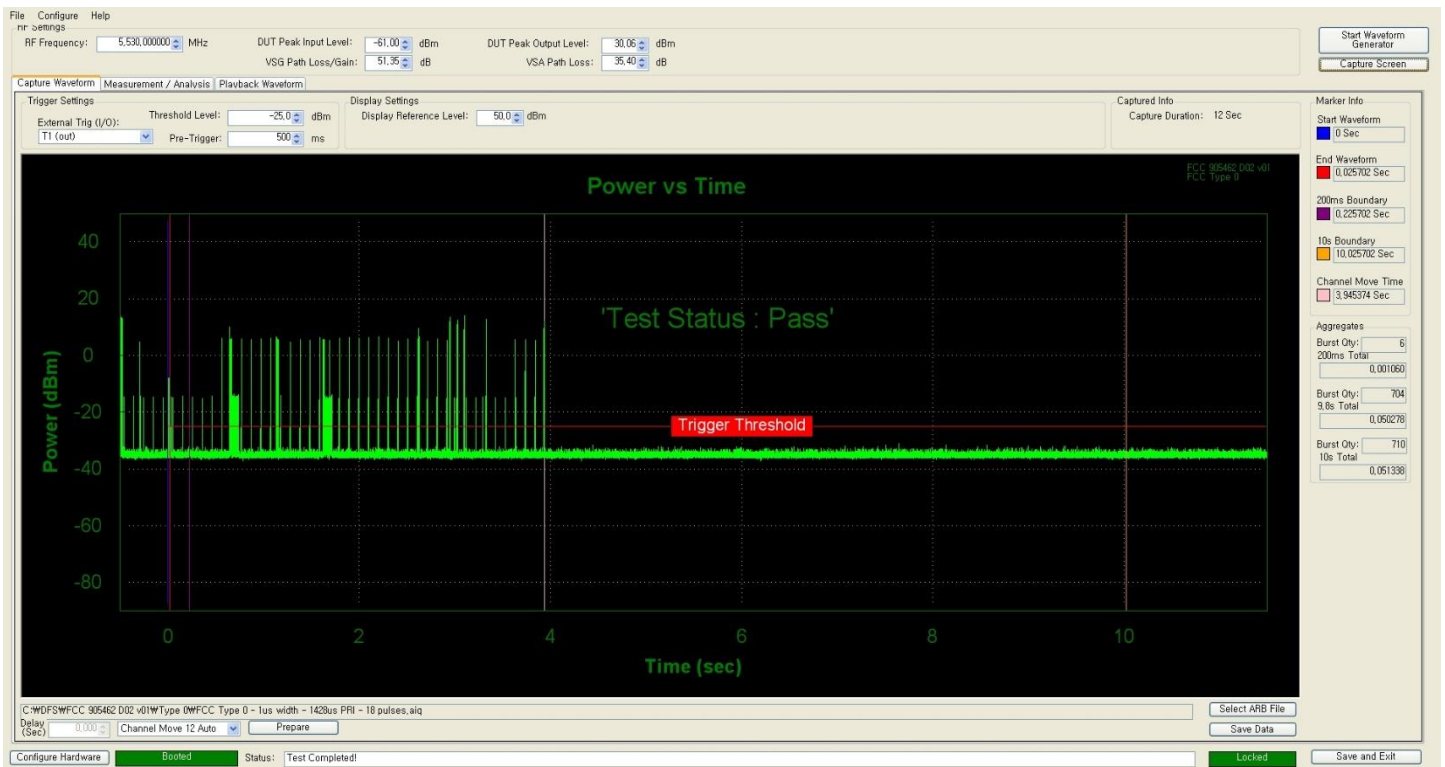 File Configure Help
RF Settings
RF Frequency: 5,530,000000 MHz DUT Peak Input Level: -61,00 dBm DUT Peak Output Level: 30,06 dBm
VSG Path Loss/Gain: 51,35 dB VSA Path Loss: 35,40 dB
Start Waveform
Generator
Capture Screen
Capture Waveform Measurement / Analysis Playback Waveform
Trigger Settings
External Trig (I/O):
T1 (out)
Threshold Level: -25,0 dBm
Pre-Trigger: 500 ms
Display Settings
Display Reference Level: 50,0 dBm
Captured Info
Capture Duration: 12 Sec
Marker Info
Start Waveform
0 Sec
End Waveform
0,025702 Sec
200ms Boundary
0,225702 Sec
10s Boundary
10,025702 Sec
Channel Move Time
3,945374 Sec
Aggregates
Burst Qty: 6
200ms Total
0,001060
Burst Qty: 704
9,8s Total
0,050278
Burst Qty: 710
10s Total
0,051338
FCC 905462 D02 v01
FCC Type 0
Power vs Time
'Test Status : Pass'
Trigger Threshold
Power (dBm)
40
20
0
-20
-40
-60
-80
0 2 4 6 8 10
Time (sec)
C:₩DFS₩FCC 905462 D02 v01₩Type 0₩FCC Type 0 - 1us width - 1428us PRI - 18 pulses,aiq
Select ARB File
Delay
(Sec) 0,000 Channel Move 12 Auto Prepare
Save Data
Configure Hardware Booted Status: Test Completed! Locked Save and Exit